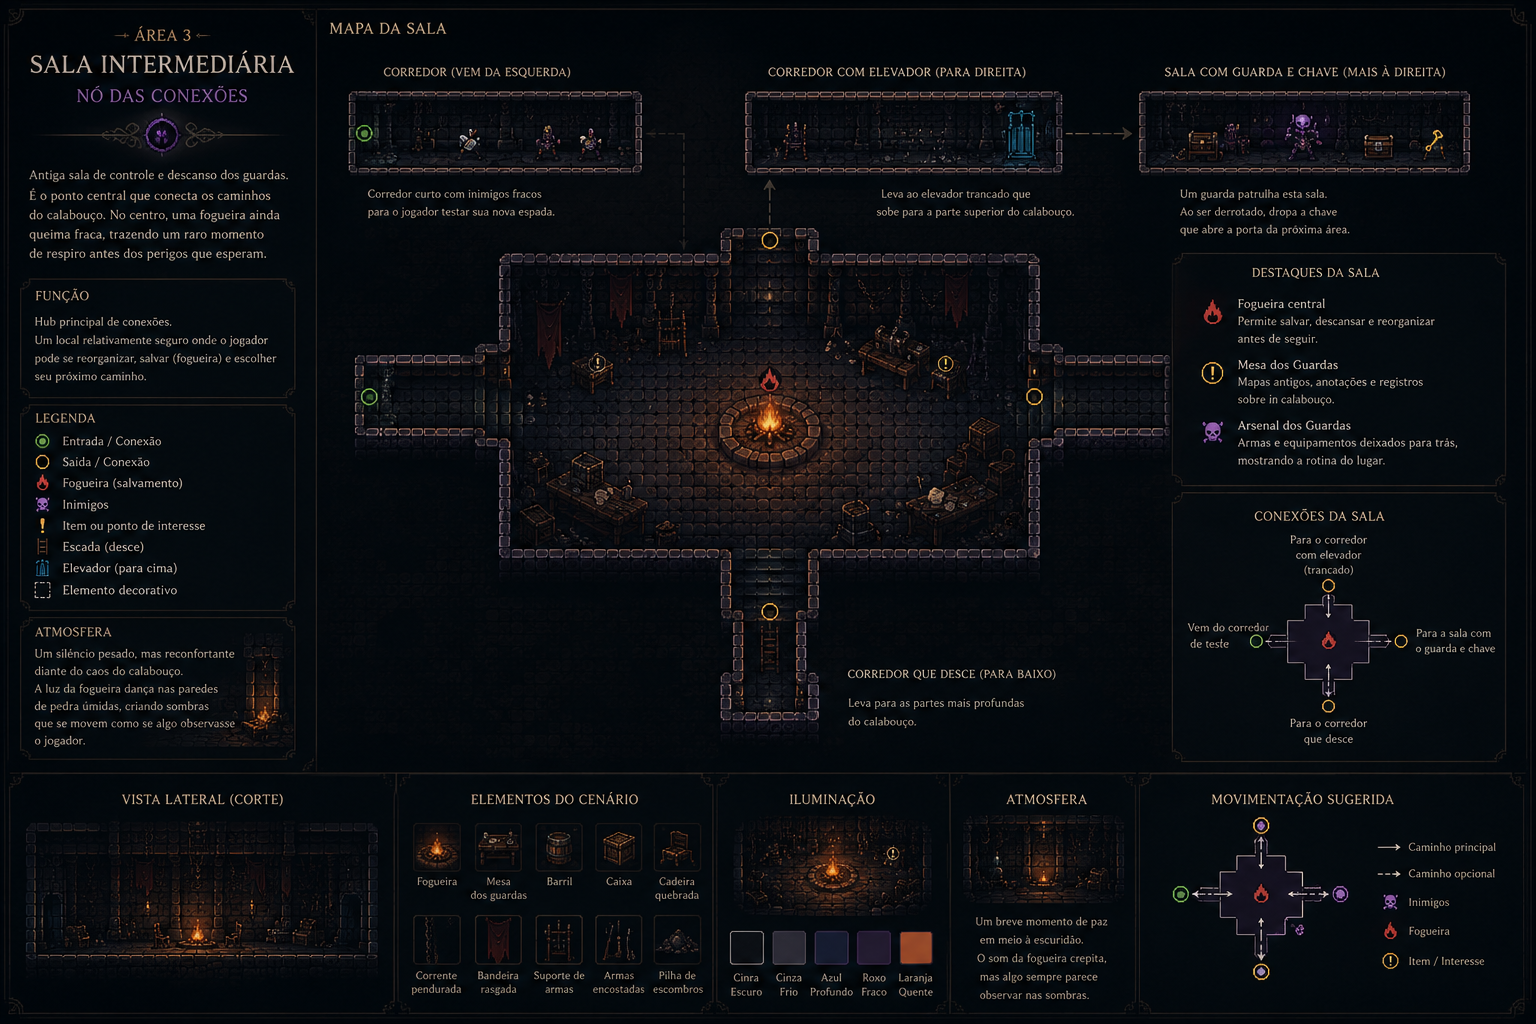 ÁREA 3
SALA INTERMEDIÁRIA
NÓ DAS CONEXÕES
Antiga sala de controle e descanso dos guardas.
É o ponto central que conecta os caminhos
do calabouço. No centro, uma fogueira ainda
queima fraca, trazendo um raro momento
de respiro antes dos perigos que esperam.
FUNÇÃO
Hub principal de conexões.
Um local relativamente seguro onde o jogador
pode se reorganizar, salvar (fogueira) e escolher
seu próximo caminho.
LEGENDA
Entrada / Conexão
Saída / Conexão
Fogueira (salvamento)
Inimigos
Item ou ponto de interesse
Escada (desce)
Elevador (para cima)
Elemento decorativo
ATMOSFERA
Um silêncio pesado, mas reconfortante
diante do caos do calabouço.
A luz da fogueira dança nas paredes
de pedra úmidas, criando sombras
que se movem como se algo observasse
o jogador.
MAPA DA SALA
CORREDOR (VEM DA ESQUERDA)
Corredor curto com inimigos fracos
para o jogador testar sua nova espada.
CORREDOR COM ELEVADOR (PARA DIREITA)
Leva ao elevador trancado que
sobe para a parte superior do calabouço.
SALA COM GUARDA E CHAVE (MAIS À DIREITA)
Um guarda patrulha esta sala.
Ao ser derrotado, dropa a chave
que abre a porta da próxima área.
CORREDOR QUE DESCE (PARA BAIXO)
Leva para as partes mais profundas
do calabouço.
DESTAQUES DA SALA
Fogueira central
Permite salvar, descansar e reorganizar
antes de seguir.
Mesa dos Guardas
Mapas antigos, anotações e registros
sobre in calabouço.
Arsenal dos Guardas
Armas e equipamentos deixados para trás,
mostrando a rotina do lugar.
CONEXÕES DA SALA
Para o corredor
com elevador
(trancado)
Vem do corredor
de teste
Para a sala com
o guarda e chave
Para o corredor
que desce
VISTA LATERAL (CORTE)
ELEMENTOS DO CENÁRIO
Fogueira
Mesa
dos guardas
Barril
Caixa
Cadeira
quebrada
Corrente
pendurada
Bandeira
rasgada
Suporte de
armas
Armas
encostadas
Pilha de
escombros
ILUMINAÇÃO
Cinra
Escuro
Cinza
Frio
Azul
Profundo
Roxo
Fraco
Laranja
Quente
ATMOSFERA
Um breve momento de paz
em meio à escuridão.
O som da fogueira crepita,
mas algo sempre parece
observar nas sombras.
MOVIMENTAÇÃO SUGERIDA
Caminho principal
Caminho opcional
Inimigos
Fogueira
Item / Interesse